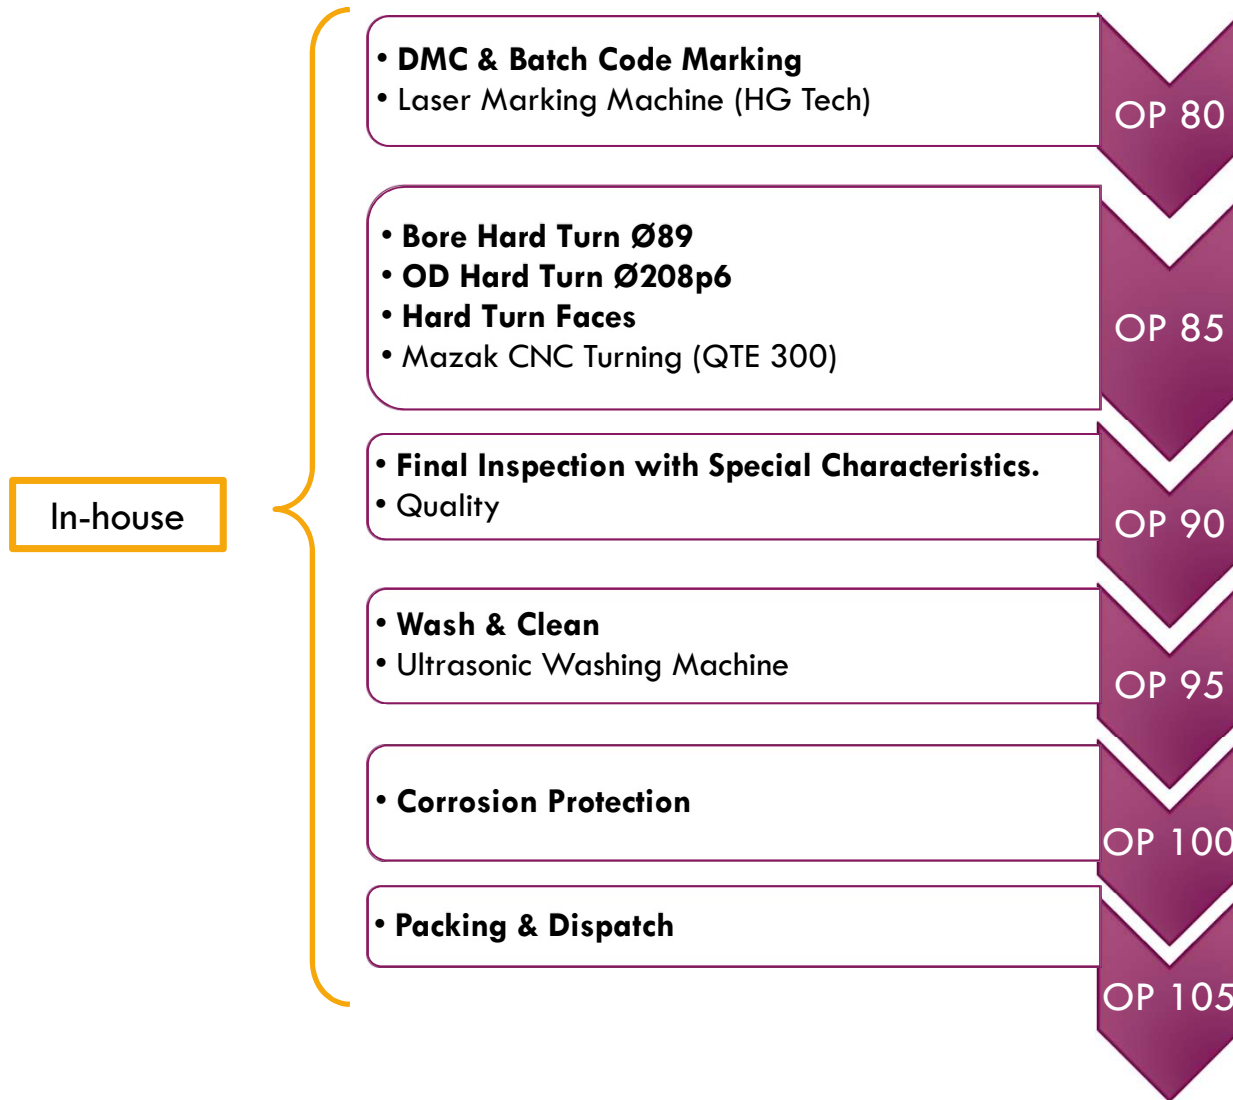 • DMC & Batch Code Marking
• Laser Marking Machine (HG Tech)
OP 80
• Bore Hard Turn Ø89
• OD Hard Turn Ø208p6
• Hard Turn Faces
• Mazak CNC Turning (QTE 300)
OP 85
In-house
• Final Inspection with Special Characteristics.
• Quality
OP 90
• Wash & Clean
• Ultrasonic Washing Machine
OP 95
• Corrosion Protection
OP 100
• Packing & Dispatch
OP 105